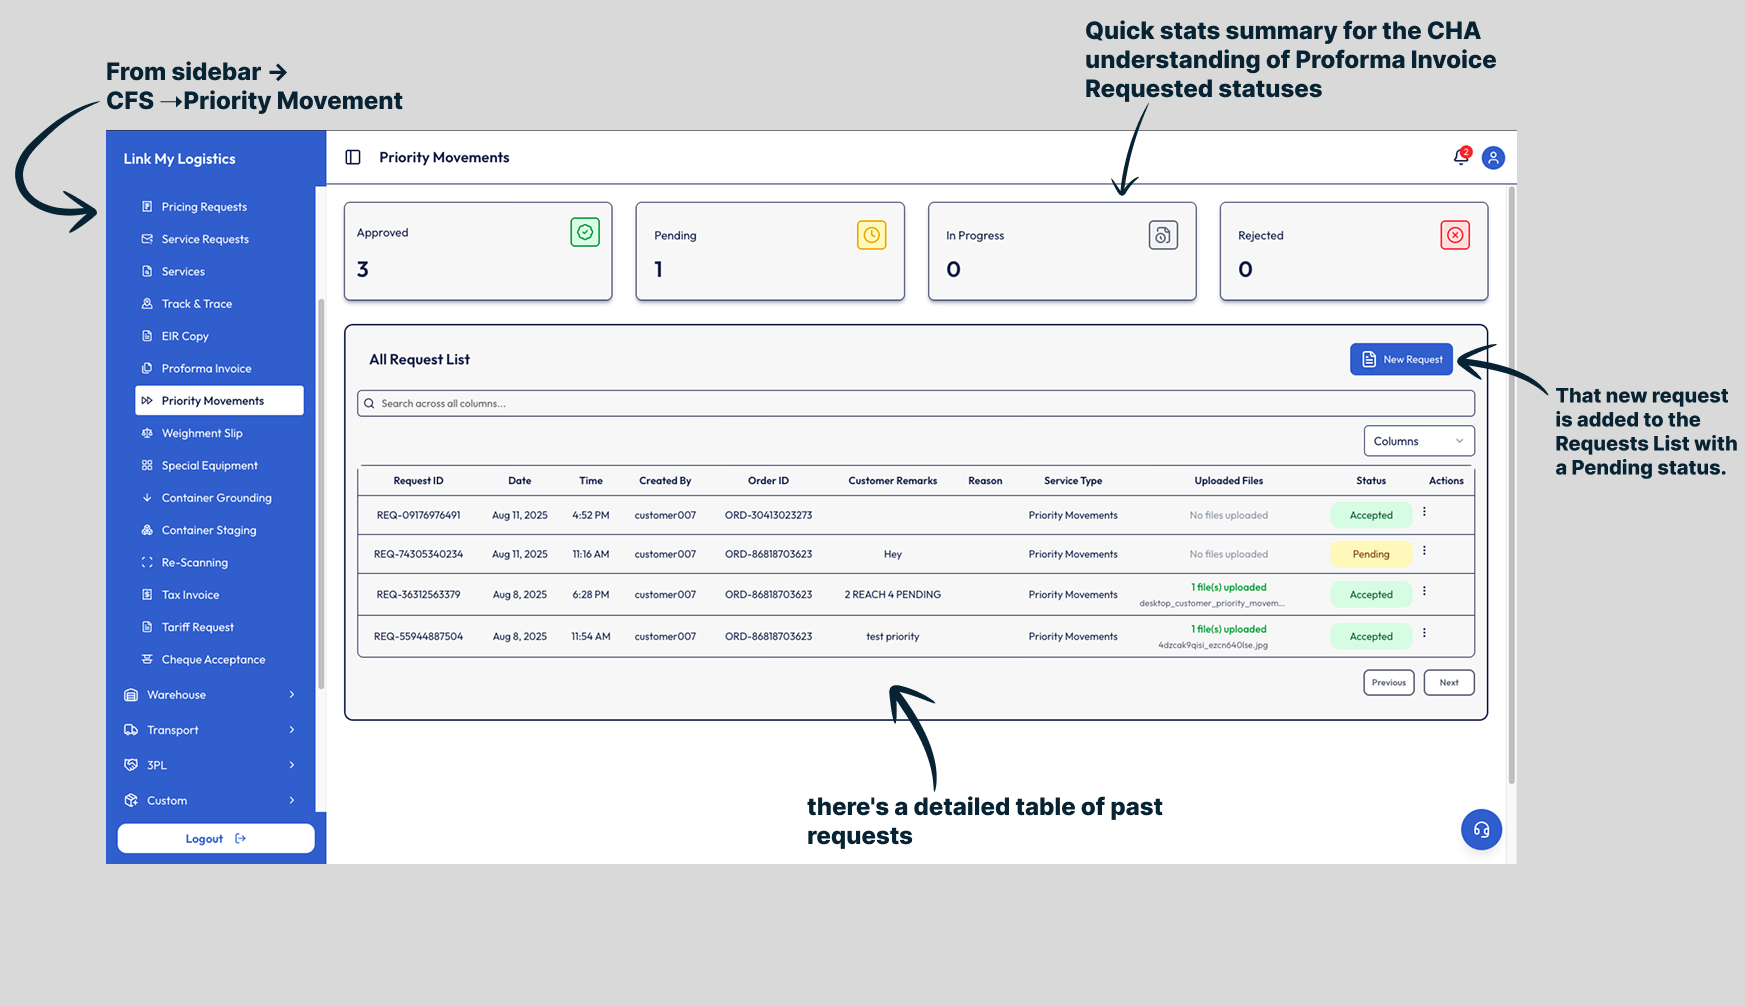 Quick stats summary for the CHA
understanding of Proforma Invoice
Requested statuses
From sidebar →
CFS →Priority Movement
Link My Logistics
Pricing Requests
Service Requests
Services
Track & Trace
EIR Copy
Proforma Invoice
Priority Movements
Weighment Slip
Special Equipment
Container Grounding
Container Staging
Re-Scanning
Tax Invoice
Tariff Request
Cheque Acceptance
Warehouse
Transport
3PL
Custom
Logout
Priority Movements
2
Approved
3
Pending
1
In Progress
0
Rejected
0
All Request List
New Request
Search across all columns...
Columns
Request ID Date Time Created By Order ID Customer Remarks Reason Service Type Uploaded Files Status Actions
REQ-09176976491 Aug 11, 2025 4:52 PM customer007 ORD-30413023273 Priority Movements No files uploaded Accepted
REQ-74305340234 Aug 11, 2025 11:16 AM customer007 ORD-86818703623 Hey Priority Movements No files uploaded Pending
REQ-36312563379 Aug 8, 2025 6:28 PM customer007 ORD-86818703623 2 REACH 4 PENDING Priority Movements 1 file(s) uploaded Accepted
desktop_customer_priority_movem...
REQ-55944887504 Aug 8, 2025 11:54 AM customer007 ORD-86818703623 test priority Priority Movements 1 file(s) uploaded Accepted
4dzcak9qisi_ezcn640lse.jpg
Previous
Next
That new request
is added to the
Requests List with
a Pending status.
there's a detailed table of past
requests